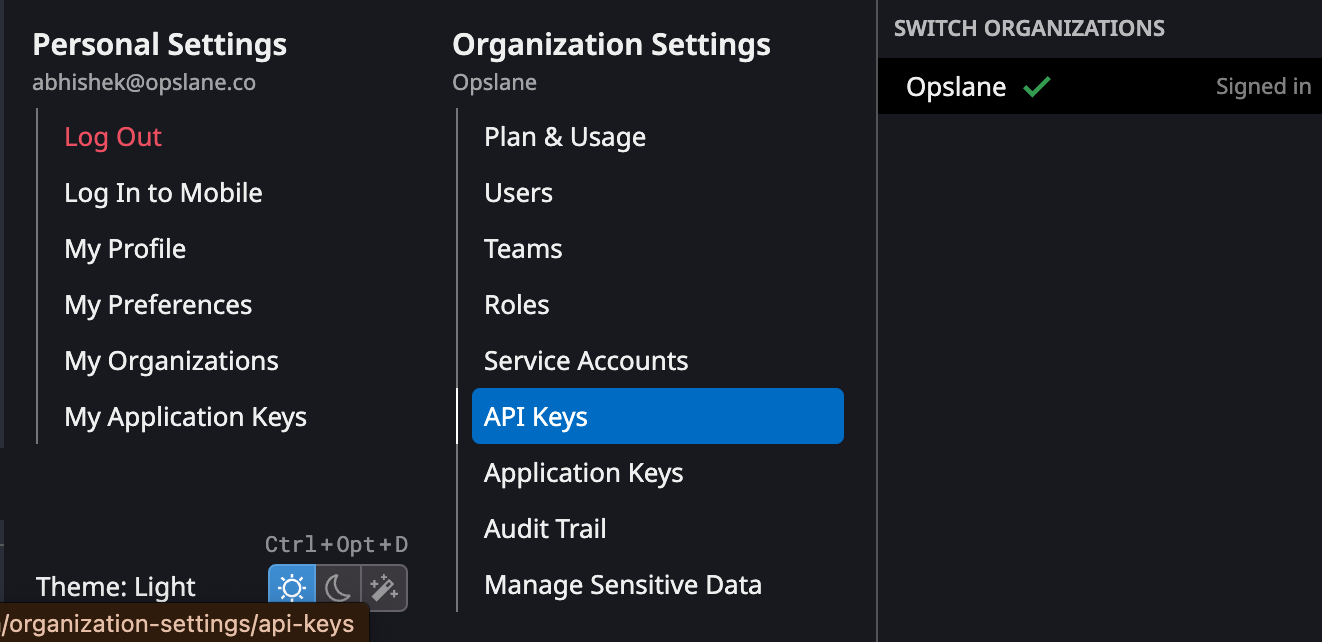 Personal Settings
abhishek@opslane.co
Log Out
Log In to Mobile
My Profile
My Preferences
My Organizations
My Application Keys
Ctrl+Opt+D
Theme: Light
/organization-settings/api-keys
Organization Settings
Opslane
Plan & Usage
Users
Teams
Roles
Service Accounts
API Keys
Application Keys
Audit Trail
Manage Sensitive Data
SWITCH ORGANIZATIONS
Opslane Signed in